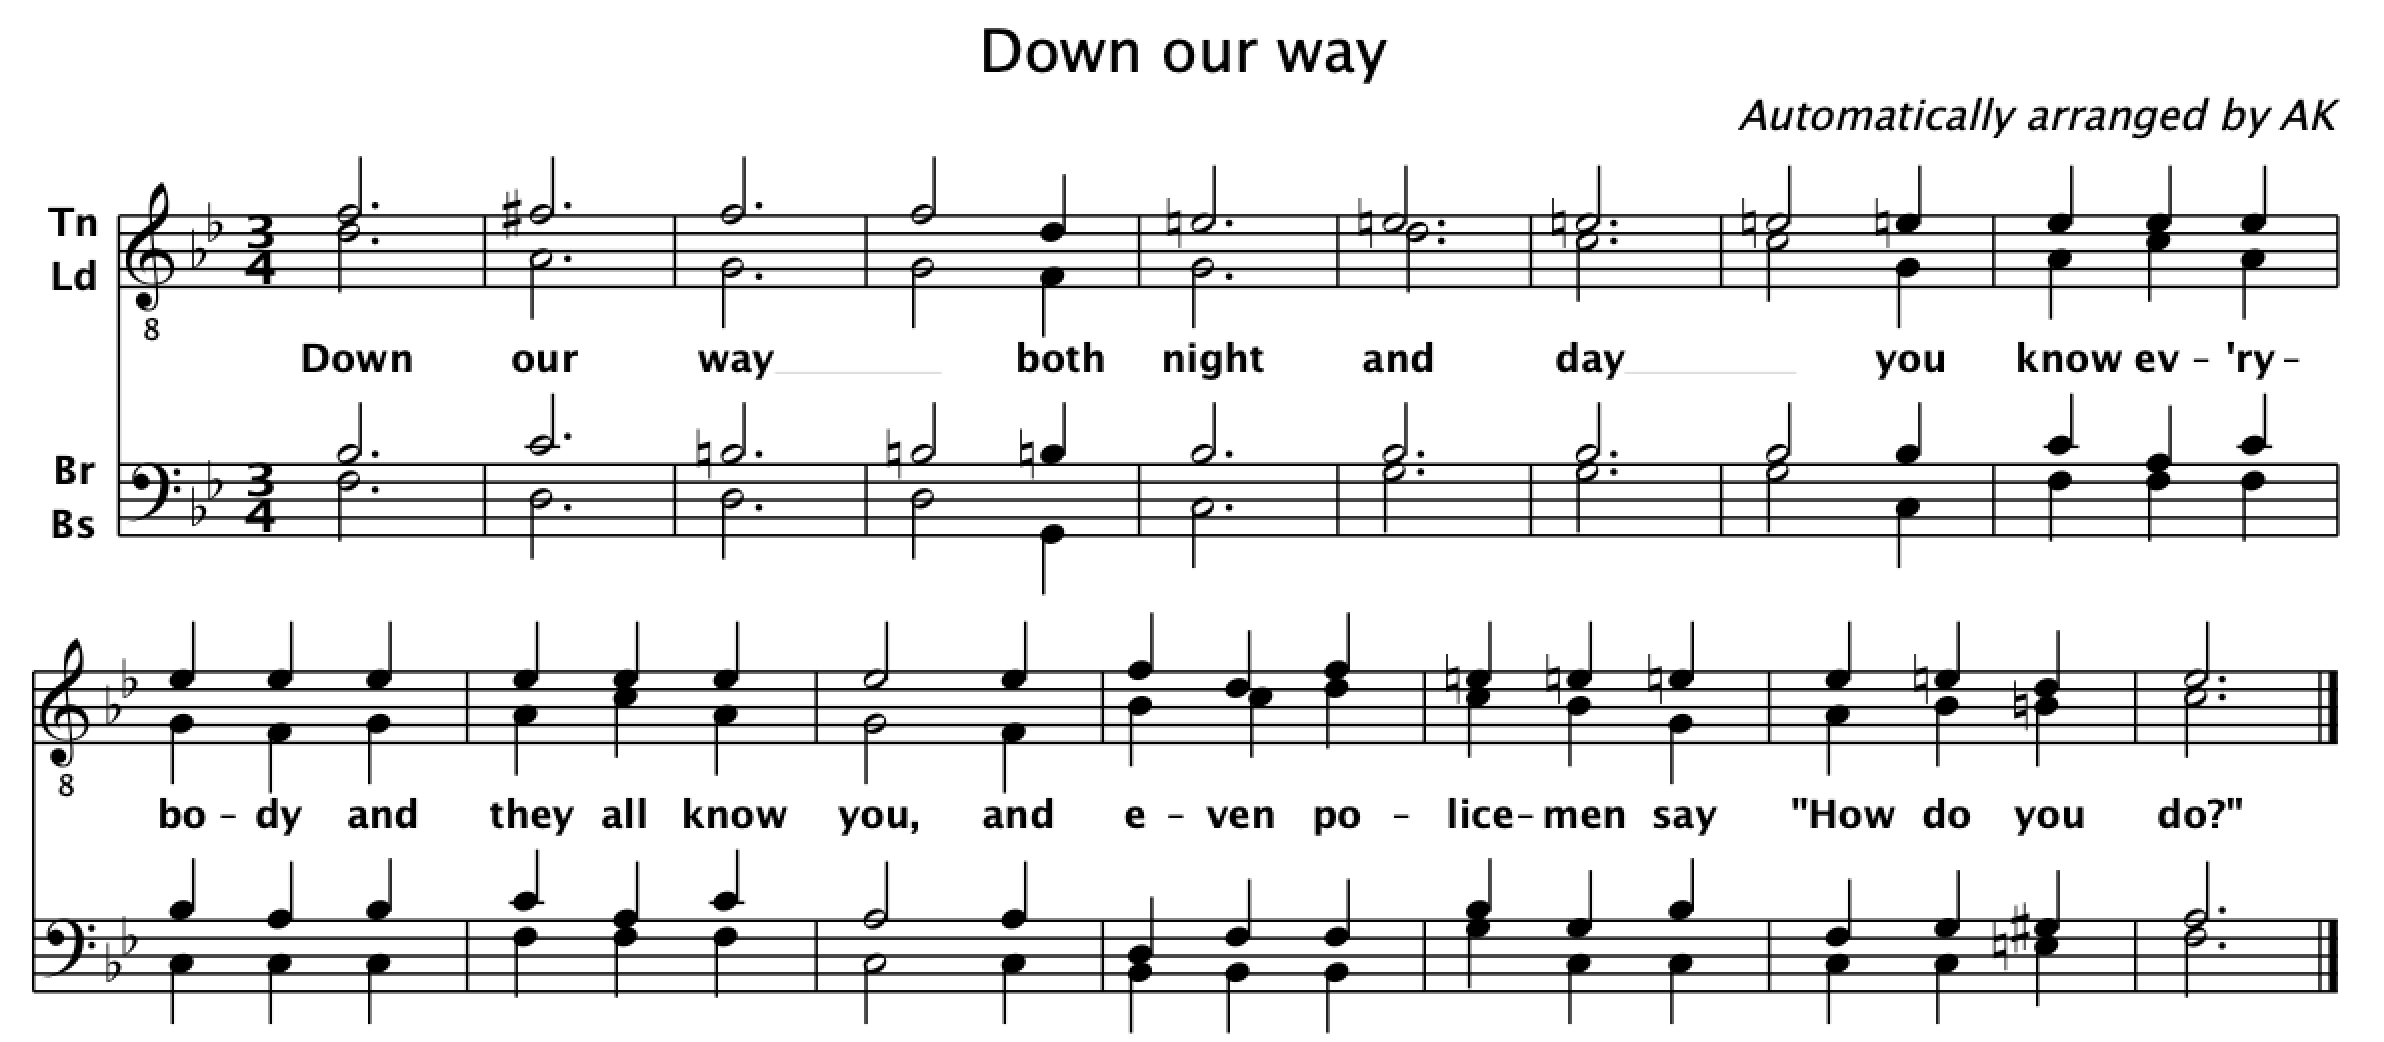 Down our way
Automatically arranged by AK
Tn
Ld
3
4
8
Down our way both night and day you know ev - 'ry -
Br
Bs
3
4
8
bo - dy and they all know you, and e - ven po - lice - men say "How do you do?"